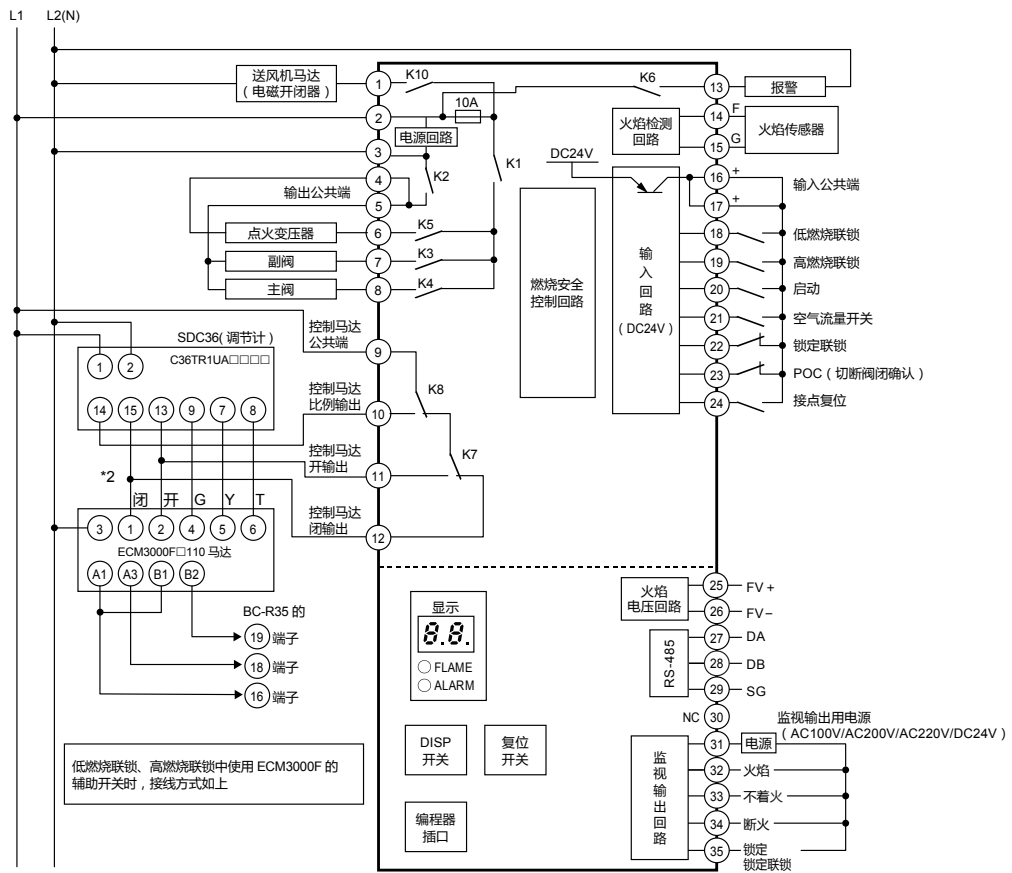 L1
L2(N)
送风机马达
（电磁开闭器）
1
K10
K6
13
报警
2
10A
电源回路
3
K2
K1
4
输出公共端
5
点火变压器
6
K5
副阀
7
K3
主阀
8
K4
火焰检测
回路
14
F
15
G
火焰传感器
DC24V
燃烧安全
控制回路
输
入
回
路
（DC24V）
16
+
输入公共端
17
+
18
低燃烧联锁
19
高燃烧联锁
20
启动
21
空气流量开关
22
锁定联锁
23
POC（切断阀闭确认）
24
接点复位
控制马达
公共端
9
K8
控制马达
比例输出
10
K7
控制马达
开输出
11
控制马达
闭输出
12
SDC36(调节计)
C36TR1UA□□□□
1
2
14
15
13
9
7
8
*2
闭
开
G
Y
T
3
1
2
4
5
6
ECM3000F□110 马达
A1
A3
B1
B2
BC-R35 的
19
端子
18
端子
16
端子
低燃烧联锁、高燃烧联锁中使用 ECM3000F 的
辅助开关时，接线方式如上
显示
8.8.
FLAME
ALARM
DISP
开关
复位
开关
编程器
插口
火焰
电压回路
25
FV+
26
FV–
RS-485
27
DA
28
DB
29
SG
NC
30
监视输出用电源
（AC100V/AC200V/AC220V/DC24V）
监
视
输
出
回
路
31
电源
32
火焰
33
不着火
34
断火
35
锁定
锁定联锁